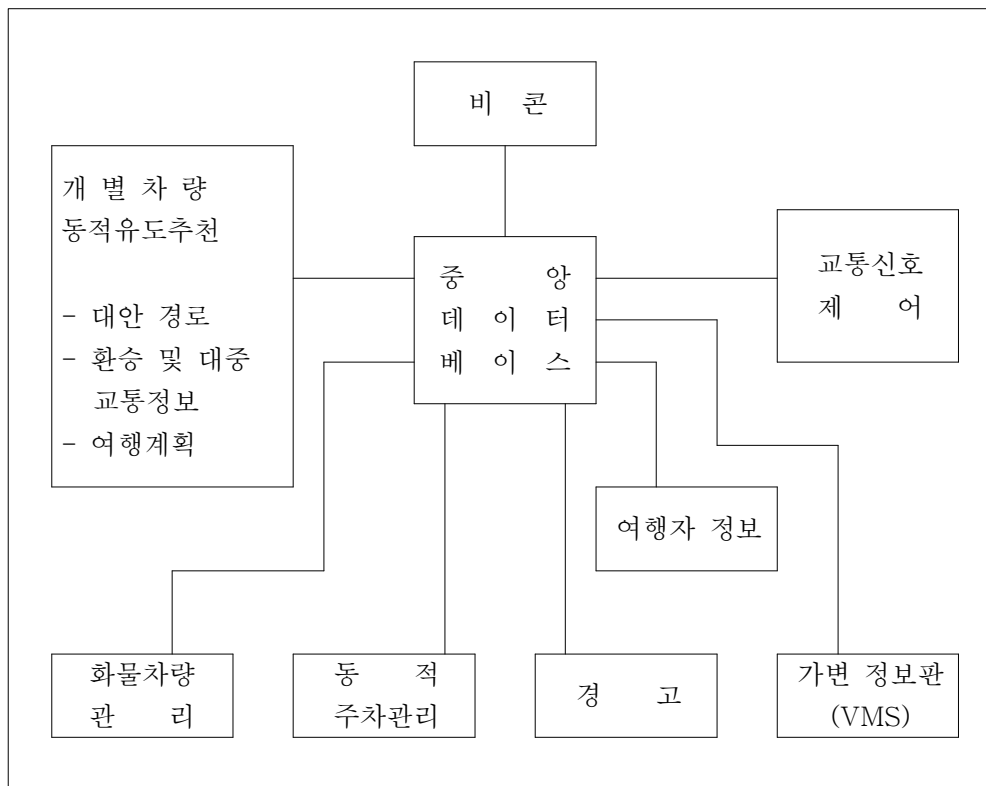 비 콘
개 별 차 량
동적유도추천
- 대안 경로
- 환승 및 대중
교통정보
- 여행계획
중 앙
데 이 터
베 이 스
교통신호
제 어
여행자 정보
화물차량
관 리
동 적
주차관리
경 고
가변 정보판
(VMS)